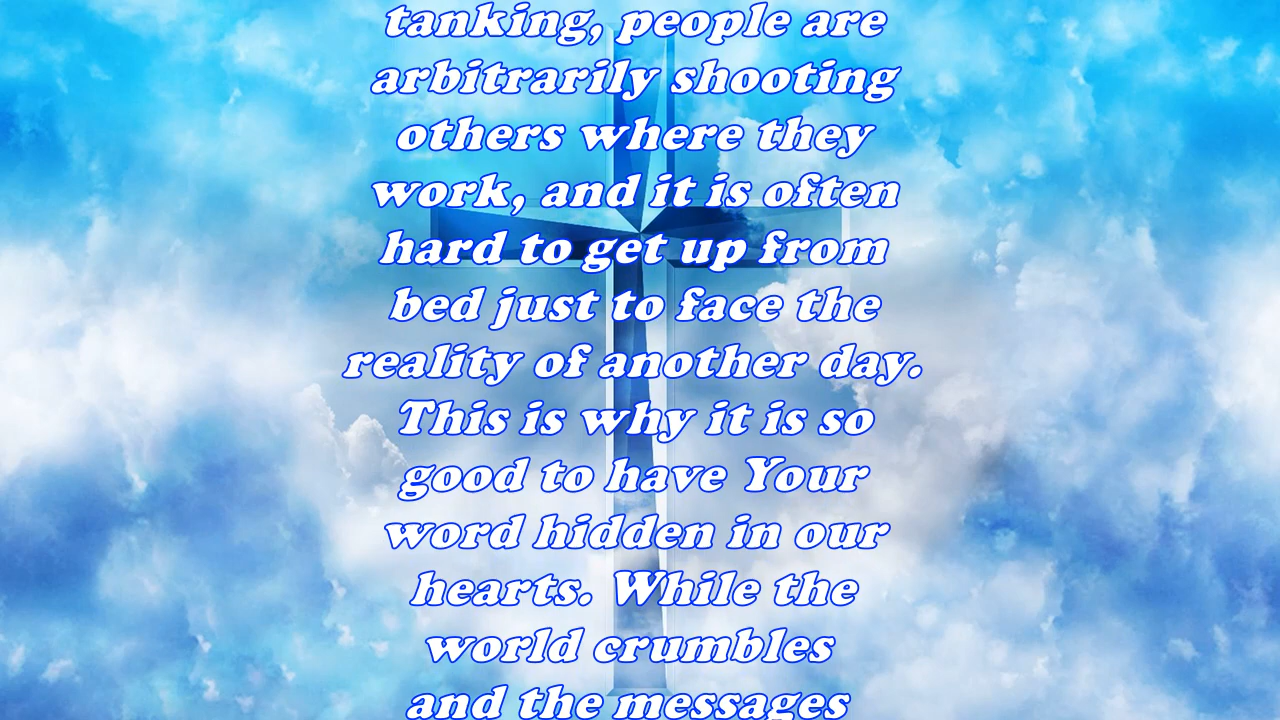 tanking, people are
arbitrarily shooting
others where they
work, and it is often
hard to get up from
bed just to face the
reality of another day.
This is why it is so
good to have Your
word hidden in our
hearts. While the
world crumbles
and the messages